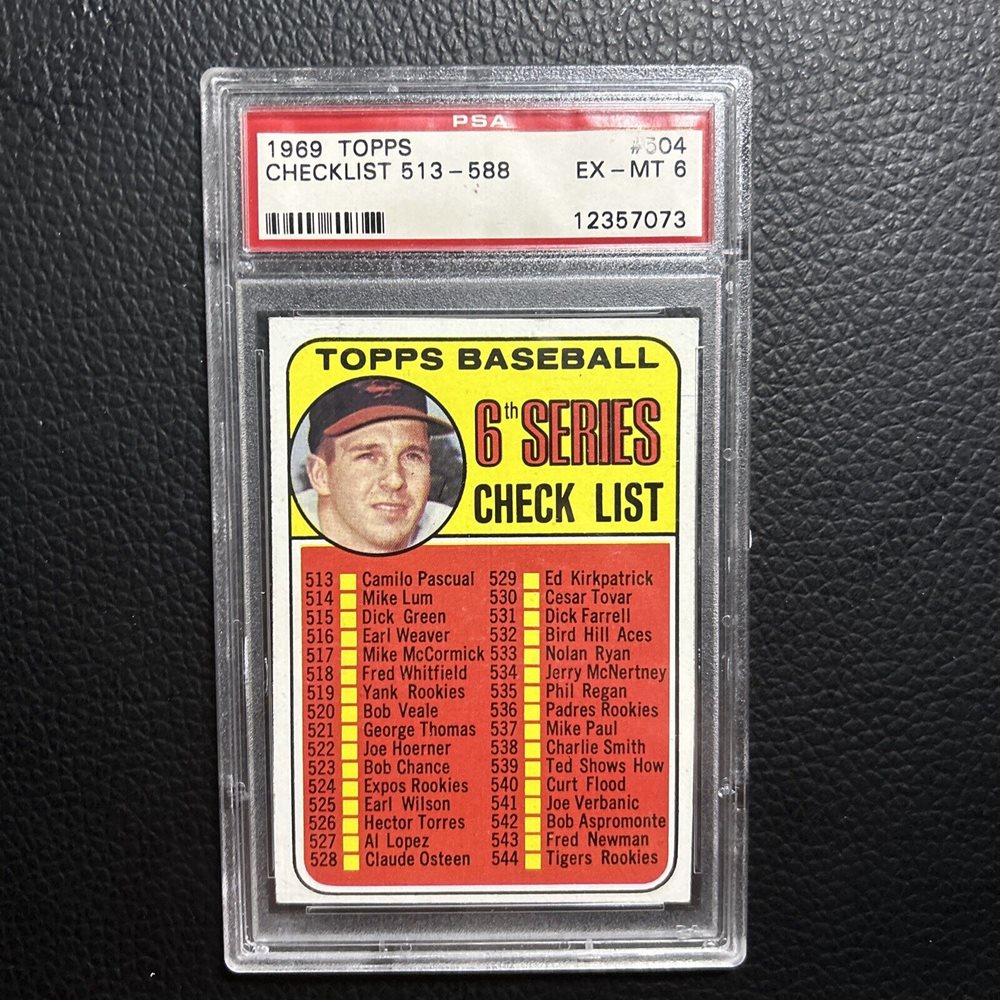 PSA
1969 TOPPS #504
CHECKLIST 513-588 EX-MT 6
12357073
TOPPS BASEBALL
6th SERIES
CHECK LIST
513 Camilo Pascual
514 Mike Lum
515 Dick Green
516 Earl Weaver
517 Mike McCormick
518 Fred Whitfield
519 Yank Rookies
520 Bob Veale
521 George Thomas
522 Joe Hoerner
523 Bob Chance
524 Expos Rookies
525 Earl Wilson
526 Hector Torres
527 Al Lopez
528 Claude Osteen
529 Ed Kirkpatrick
530 Cesar Tovar
531 Dick Farrell
532 Bird Hill Aces
533 Nolan Ryan
534 Jerry McNertney
535 Phil Regan
536 Padres Rookies
537 Mike Paul
538 Charlie Smith
539 Ted Shows How
540 Curt Flood
541 Joe Verbanic
542 Bob Aspromonte
543 Fred Newman
544 Tigers Rookies